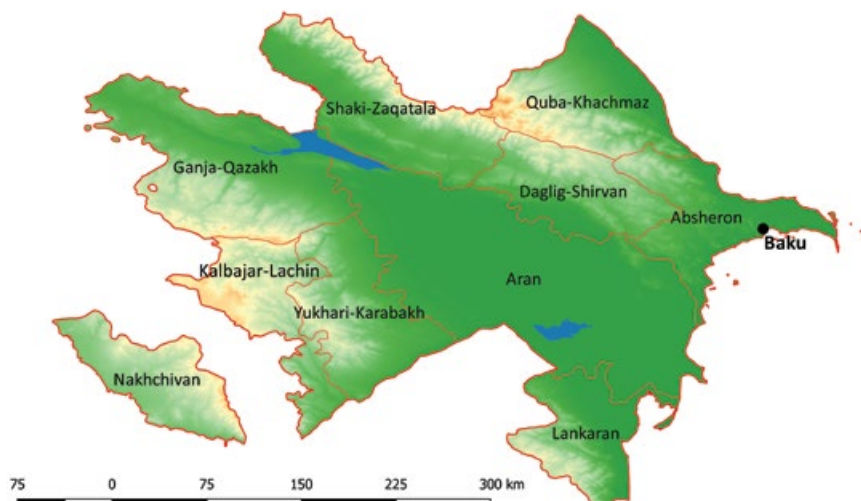 Quba-Khachmaz
Shaki-Zaqatala
Ganja-Qazakh
Daglig-Shirvan
Absheron
Baku
Kalbajar-Lachin
Aran
Yukhari-Karabakh
Nakhchivan
Lankaran
75 0 75 150 225 300 km